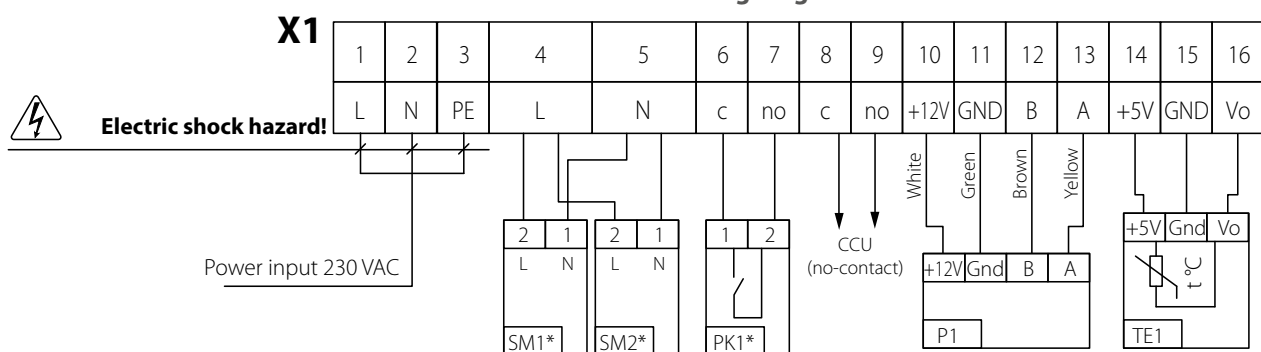 X1
1 2 3 4 5 6 7 8 9 10 11 12 13 14 15 16
L N PE L N c no c no +12V GND B A +5V GND Vo
Electric shock hazard!
White
Green
Brown
Yellow
2 1 2 1 1 2
L N L N
CCU
(no-contact)
+5V Gnd Vo
+12V Gnd B A
t °C
Power input 230 VAC
SM1* SM2* PK1* P1 TE1